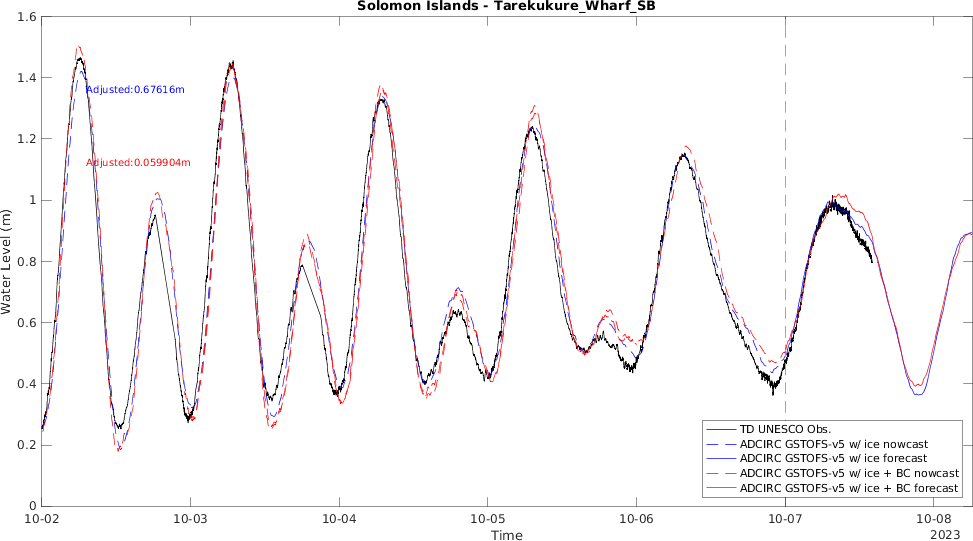 Solomon Islands - Tarekukure_Wharf_SB
1.6
1.4
1.2
1
0.8
0.6
0.4
0.2
0
Water Level (m)
Adjusted:0.67616m
Adjusted:0.059904m
TD UNESCO Obs.
ADCIRC GSTOFS-v5 w/ ice nowcast
ADCIRC GSTOFS-v5 w/ ice forecast
ADCIRC GSTOFS-v5 w/ ice + BC nowcast
ADCIRC GSTOFS-v5 w/ ice + BC forecast
10-02 10-03 10-04 10-05 10-06 10-07 10-08
Time
2023